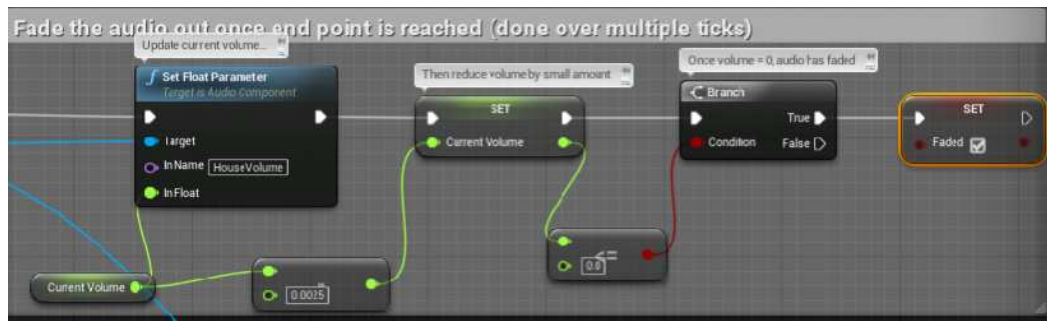 Fade the audio out once end point is reached (done over multiple ticks)
Update current volume...
f Set Float Parameter
Target is Audio Component
Target
In Name HouseVolume
In Float
Current Volume
0.0025
Then reduce volume by small amount
SET
Current Volume
<=
0.0
Once volume = 0, audio has faded
Branch
True
Condition
False
SET
Faded